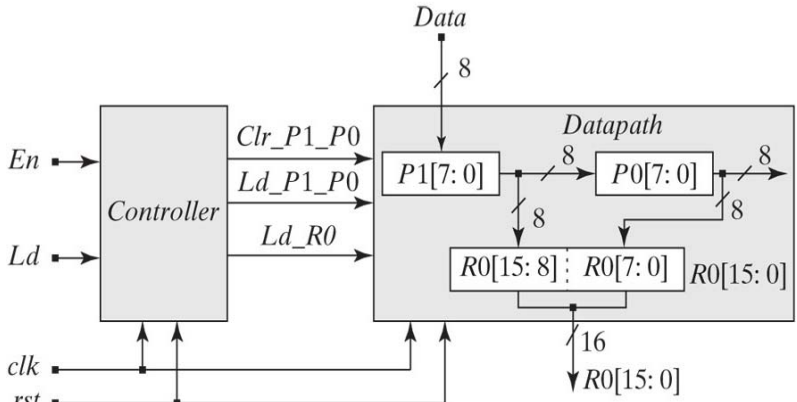 Data
8
Datapath
Clr_P1_P0
En
P1[7: 0]
8
P0[7: 0]
8
Ld_P1_P0
Controller
8
8
Ld_R0
Ld
R0[15: 8]
R0[7: 0]
R0[15: 0]
16
clk
R0[15: 0]
rst